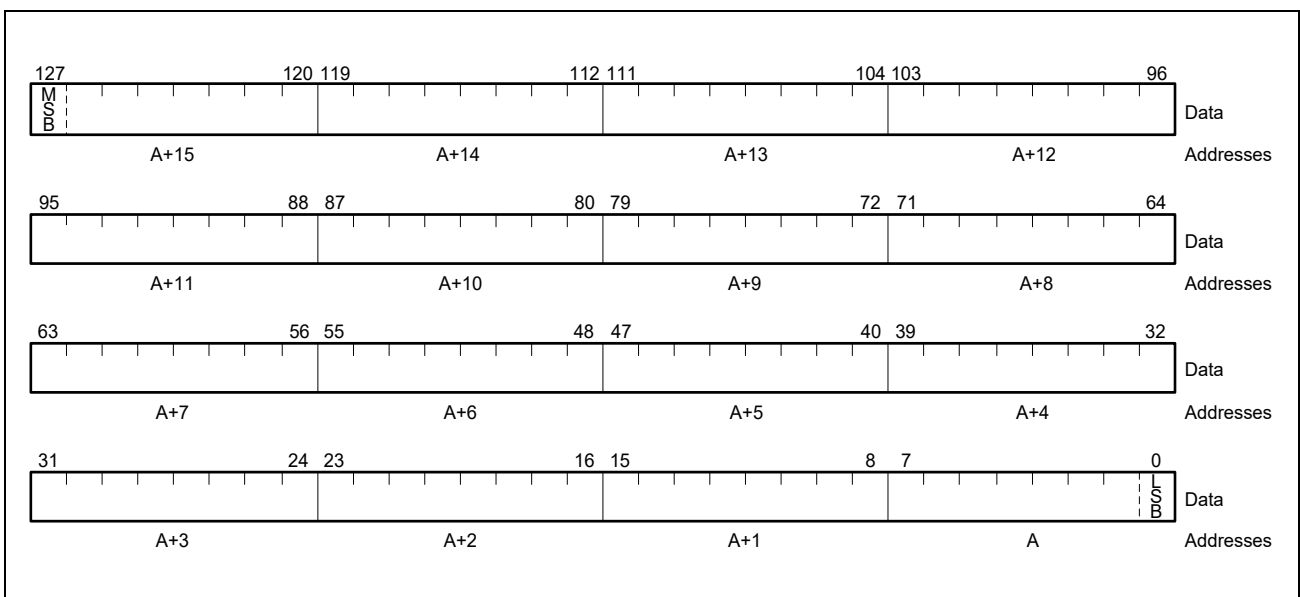 127 120 119 112 111 104 103 96
MSB Data
A+15 A+14 A+13 A+12 Addresses
95 88 87 80 79 72 71 64
Data
A+11 A+10 A+9 A+8 Addresses
63 56 55 48 47 40 39 32
Data
A+7 A+6 A+5 A+4 Addresses
31 24 23 16 15 8 7 0
LSB Data
A+3 A+2 A+1 A Addresses